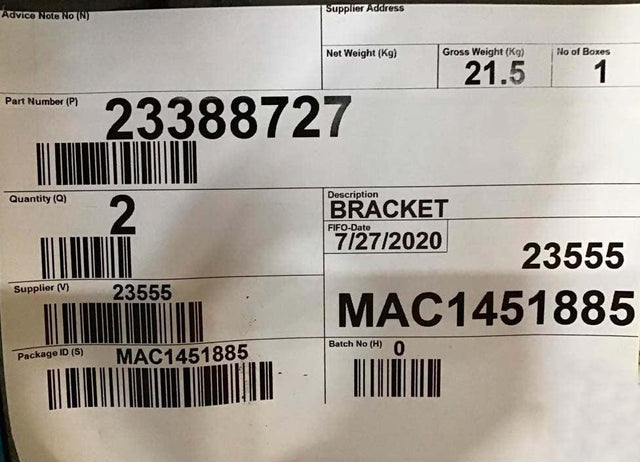 Advice Note No (N)
Supplier Address
Net Weight (Kg)
Gross Weight (Kg)
21.5
No of Boxes
1
Part Number (P)
23388727
Quantity (Q)
2
Description
BRACKET
FIFO-Date
7/27/2020
23555
Supplier (V)
23555
MAC1451885
Package ID (S)
MAC1451885
Batch No (H)
0